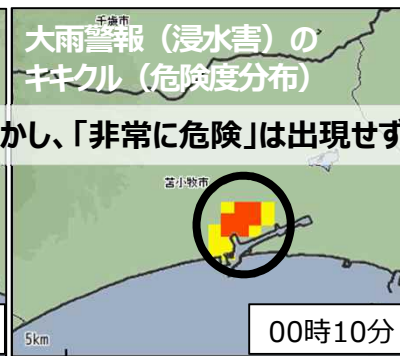 千歳市
大雨警報（浸水害）の
キキクル（危険度分布）
かし、「非常に危険」は出現せず
苫小牧市
5km
00時10分